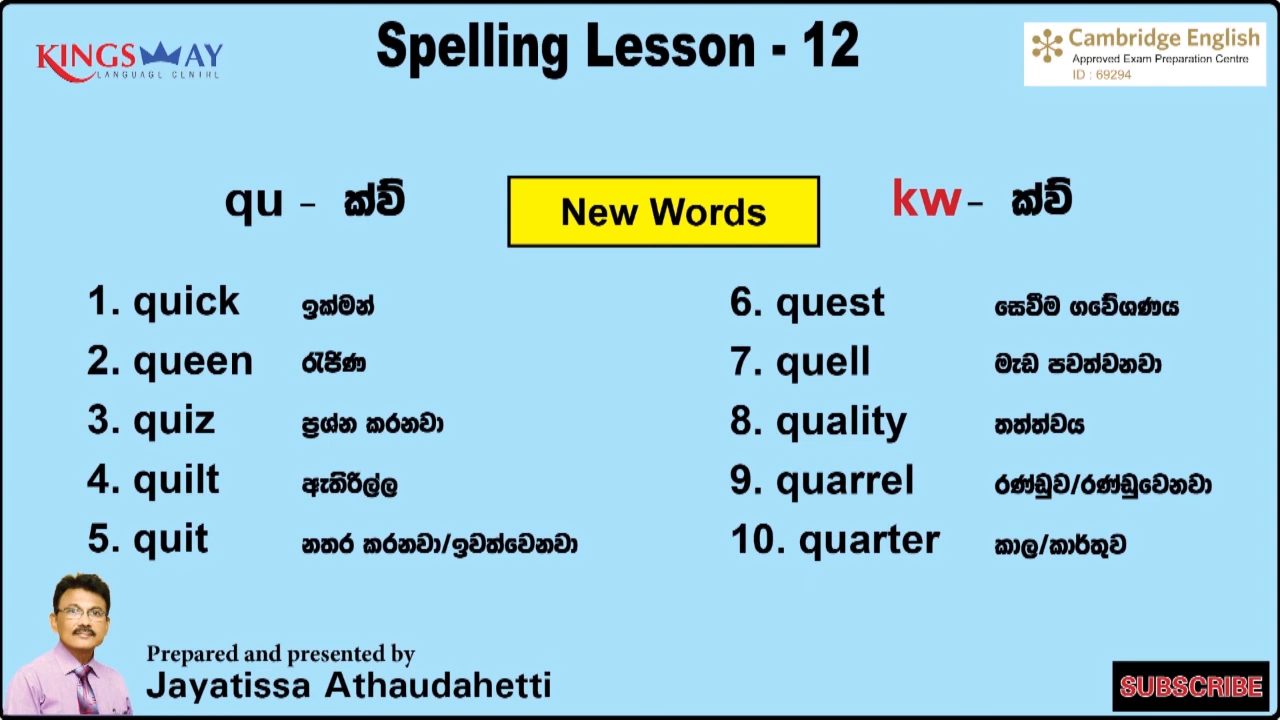 KINGSWAY
LANGUAGE CENTRE
Spelling Lesson - 12
Cambridge English
Approved Exam Preparation Centre
ID : 69294
qu - ක්ව්
New Words
kw - ක්ව්
1. quick ඉක්මන්
2. queen රැජිණ
3. quiz ප්‍රශ්න කරනවා
4. quilt ඇතිරිල්ල
5. quit නතර කරනවා/ඉවත්වෙනවා
6. quest සෙවීම ගවේශණය
7. quell මැඩ පවත්වනවා
8. quality තත්ත්වය
9. quarrel රණ්ඩුව/රණ්ඩුවෙනවා
10. quarter කාල/කාර්තුව
Prepared and presented by
Jayatissa Athaudahetti
SUBSCRIBE